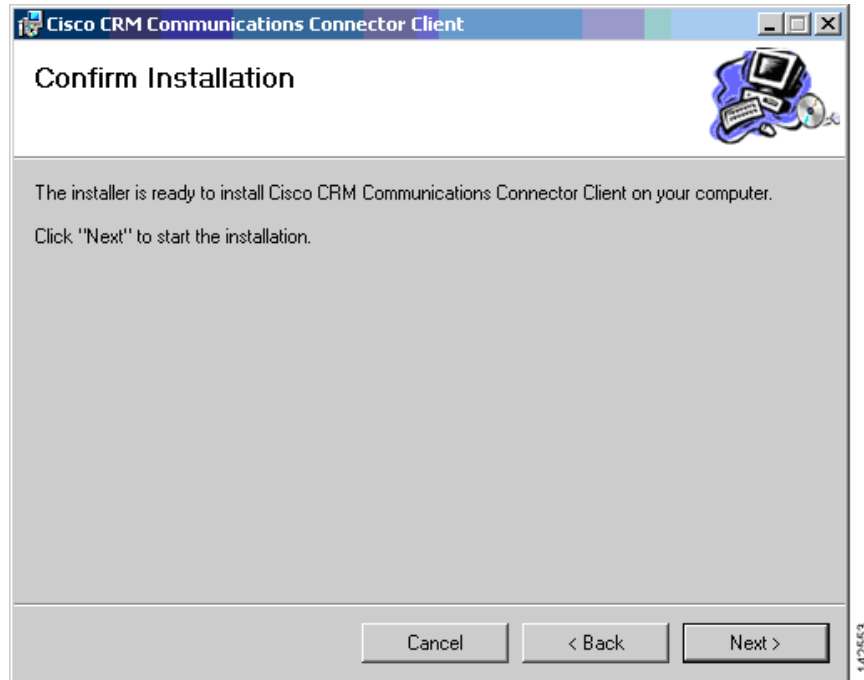 Cisco CRM Communications Connector Client
Confirm Installation
The installer is ready to install Cisco CRM Communications Connector Client on your computer.
Click "Next" to start the installation.
Cancel
< Back
Next >
142553